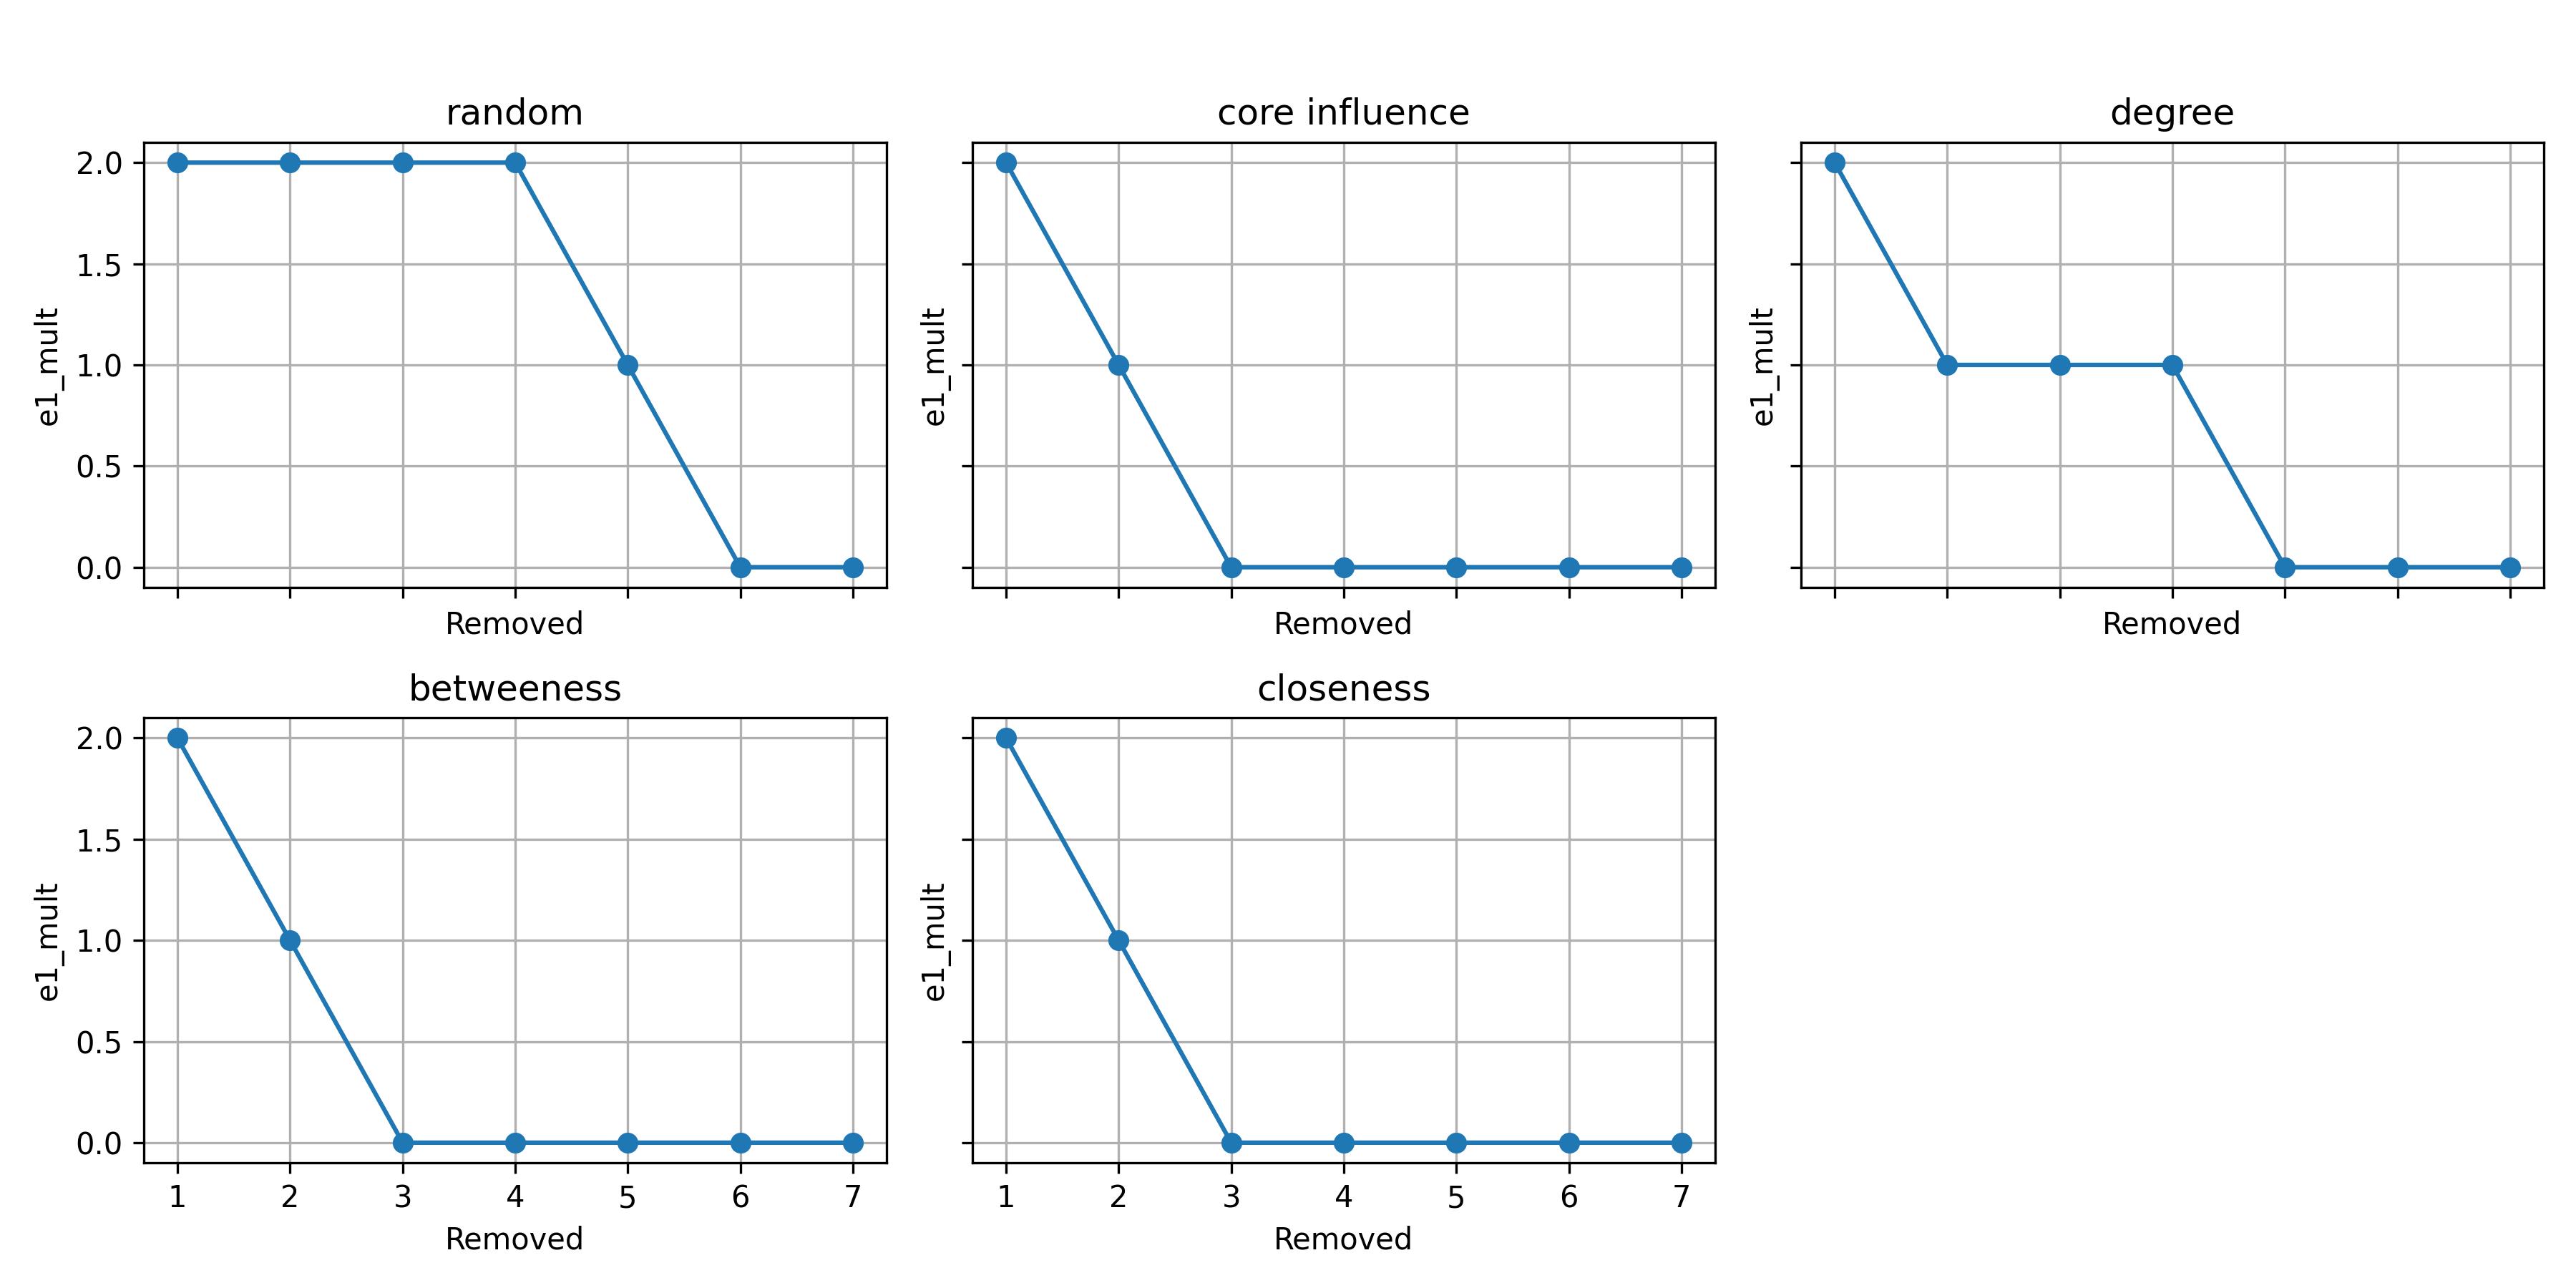 random
core influence
degree
2.0
1.5
1.0
0.5
0.0
e1_mult
e1_mult
e1_mult
Removed
Removed
Removed
betweeness
closeness
2.0
1.5
1.0
0.5
0.0
e1_mult
e1_mult
1 2 3 4 5 6 7
1 2 3 4 5 6 7
Removed
Removed